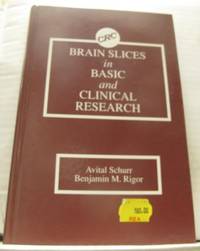 CRC
BRAIN SLICES
in
BASIC
and
CLINICAL
RESEARCH
Avital Schurr
Benjamin M. Rigor